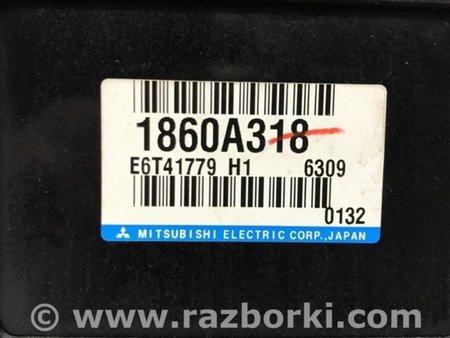 1860A318
E6T41779 H1 6309
0132
MITSUBISHI ELECTRIC CORP., JAPAN
© www.razborki.com